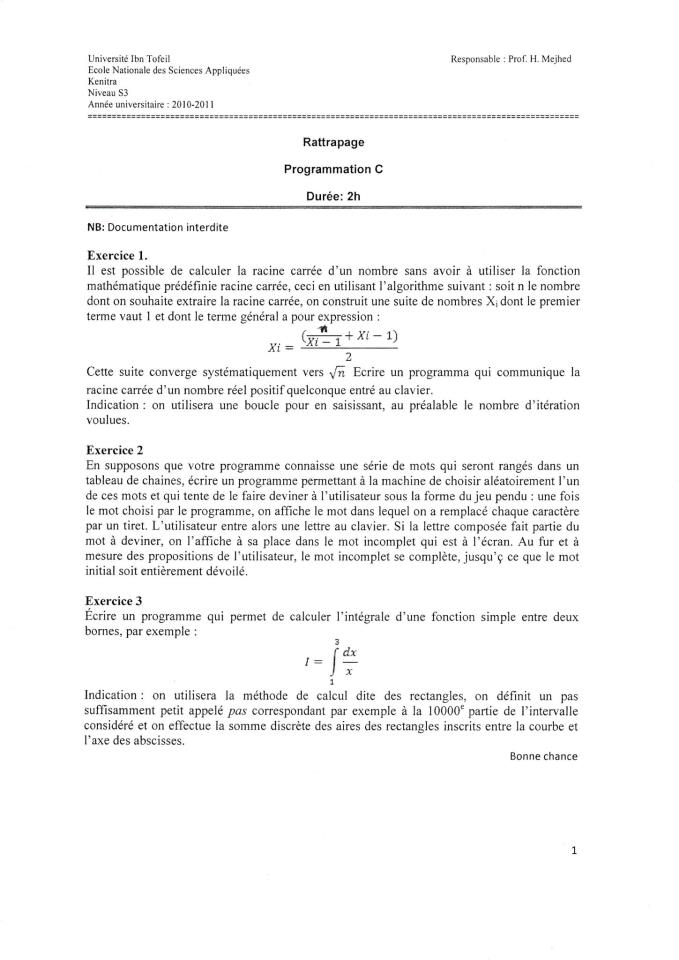 Université Ibn Tofeil
Responsable : Prof. H. Mejhed
Ecole Nationale des Sciences Appliquées
Kenitra
Niveau S3
Année universitaire : 2010-2011
Rattrapage
Programmation C
Durée: 2h
NB: Documentation interdite
Exercice 1.
Il est possible de calculer la racine carrée d'un nombre sans avoir à utiliser la fonction
mathématique prédéfinie racine carrée, ceci en utilisant l'algorithme suivant : soit n le nombre
dont on souhaite extraire la racine carrée, on construit une suite de nombres Xi dont le premier
terme vaut 1 et dont le terme général a pour expression :
Xi = (n / (Xi − 1) + Xi − 1) / 2
Cette suite converge systématiquement vers √n Ecrire un programma qui communique la
racine carrée d'un nombre réel positif quelconque entré au clavier.
Indication : on utilisera une boucle pour en saisissant, au préalable le nombre d'itération
voulues.
Exercice 2
En supposons que votre programme connaisse une série de mots qui seront rangés dans un
tableau de chaines, écrire un programme permettant à la machine de choisir aléatoirement l'un
de ces mots et qui tente de le faire deviner à l'utilisateur sous la forme du jeu pendu : une fois
le mot choisi par le programme, on affiche le mot dans lequel on a remplacé chaque caractère
par un tiret. L'utilisateur entre alors une lettre au clavier. Si la lettre composée fait partie du
mot à deviner, on l'affiche à sa place dans le mot incomplet qui est à l'écran. Au fur et à
mesure des propositions de l'utilisateur, le mot incomplet se complète, jusqu'ç ce que le mot
initial soit entièrement dévoilé.
Exercice 3
Écrire un programme qui permet de calculer l'intégrale d'une fonction simple entre deux
bornes, par exemple :
I = ∫₁³ dx/x
Indication : on utilisera la méthode de calcul dite des rectangles, on définit un pas
suffisamment petit appelé pas correspondant par exemple à la 10000e partie de l'intervalle
considéré et on effectue la somme discrète des aires des rectangles inscrits entre la courbe et
l'axe des abscisses.
Bonne chance
1